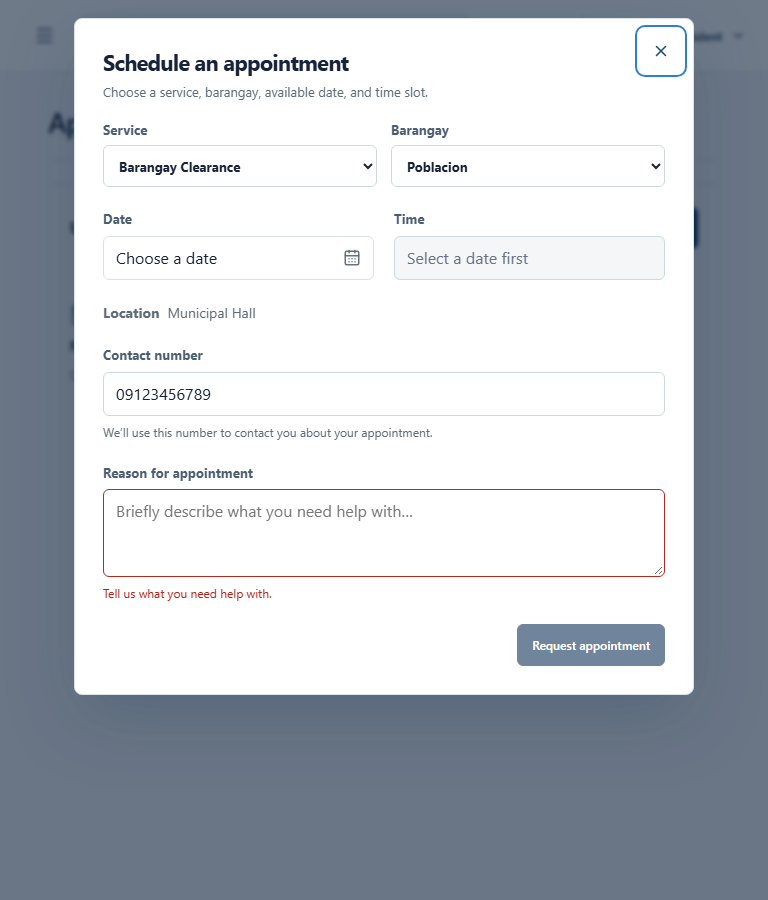 Schedule an appointment
Choose a service, barangay, available date, and time slot.
Service
Barangay
Barangay Clearance
Poblacion
Date
Time
Choose a date
Select a date first
Location Municipal Hall
Contact number
09123456789
We'll use this number to contact you about your appointment.
Reason for appointment
Briefly describe what you need help with...
Tell us what you need help with.
Request appointment